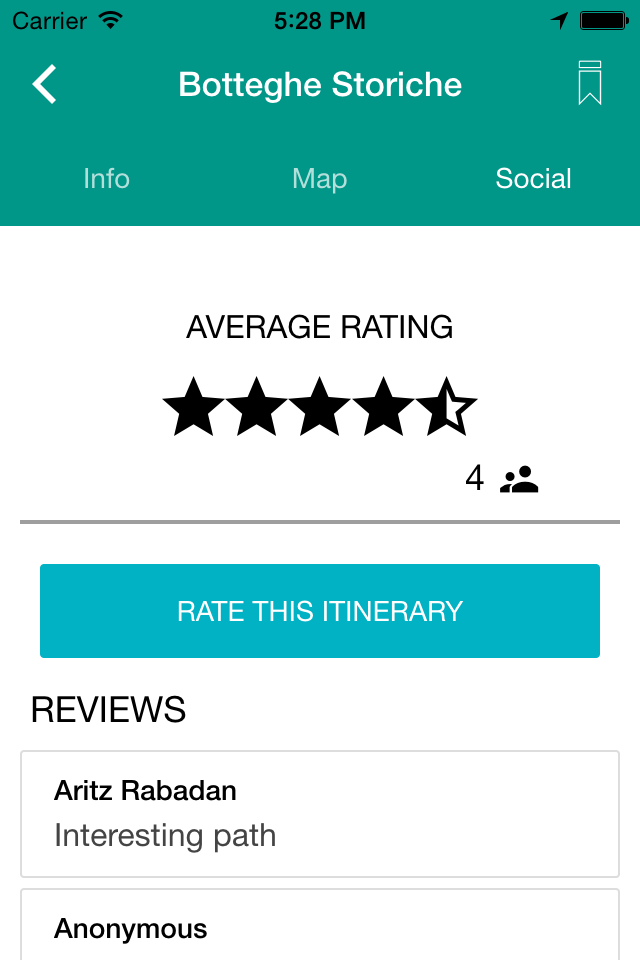 Carrier 5:28 PM
Botteghe Storiche
Info Map Social
AVERAGE RATING
4
RATE THIS ITINERARY
REVIEWS
Aritz Rabadan
Interesting path
Anonymous